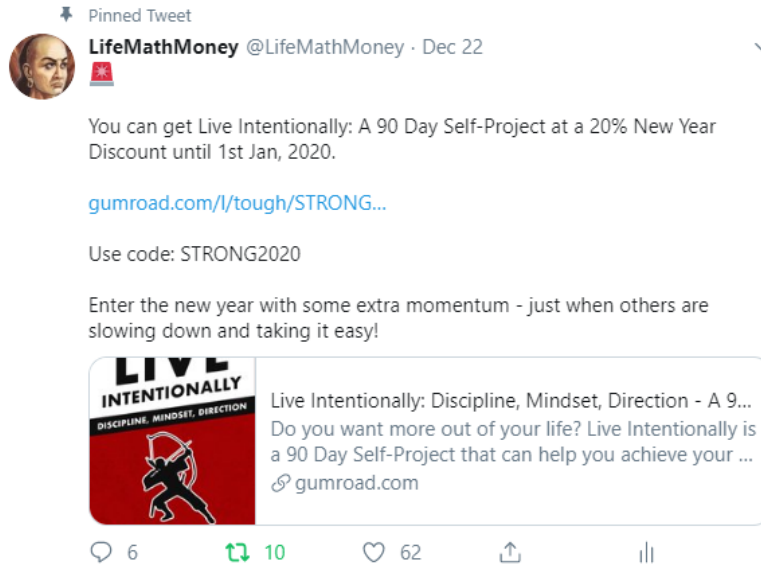 Pinned Tweet
LifeMathMoney @LifeMathMoney · Dec 22
You can get Live Intentionally: A 90 Day Self-Project at a 20% New Year
Discount until 1st Jan, 2020.
gumroad.com/l/tough/STRONG...
Use code: STRONG2020
Enter the new year with some extra momentum - just when others are
slowing down and taking it easy!
LIVE
INTENTIONALLY
DISCIPLINE, MINDSET, DIRECTION
Live Intentionally: Discipline, Mindset, Direction - A 9...
Do you want more out of your life? Live Intentionally is
a 90 Day Self-Project that can help you achieve your ...
gumroad.com
6 10 62